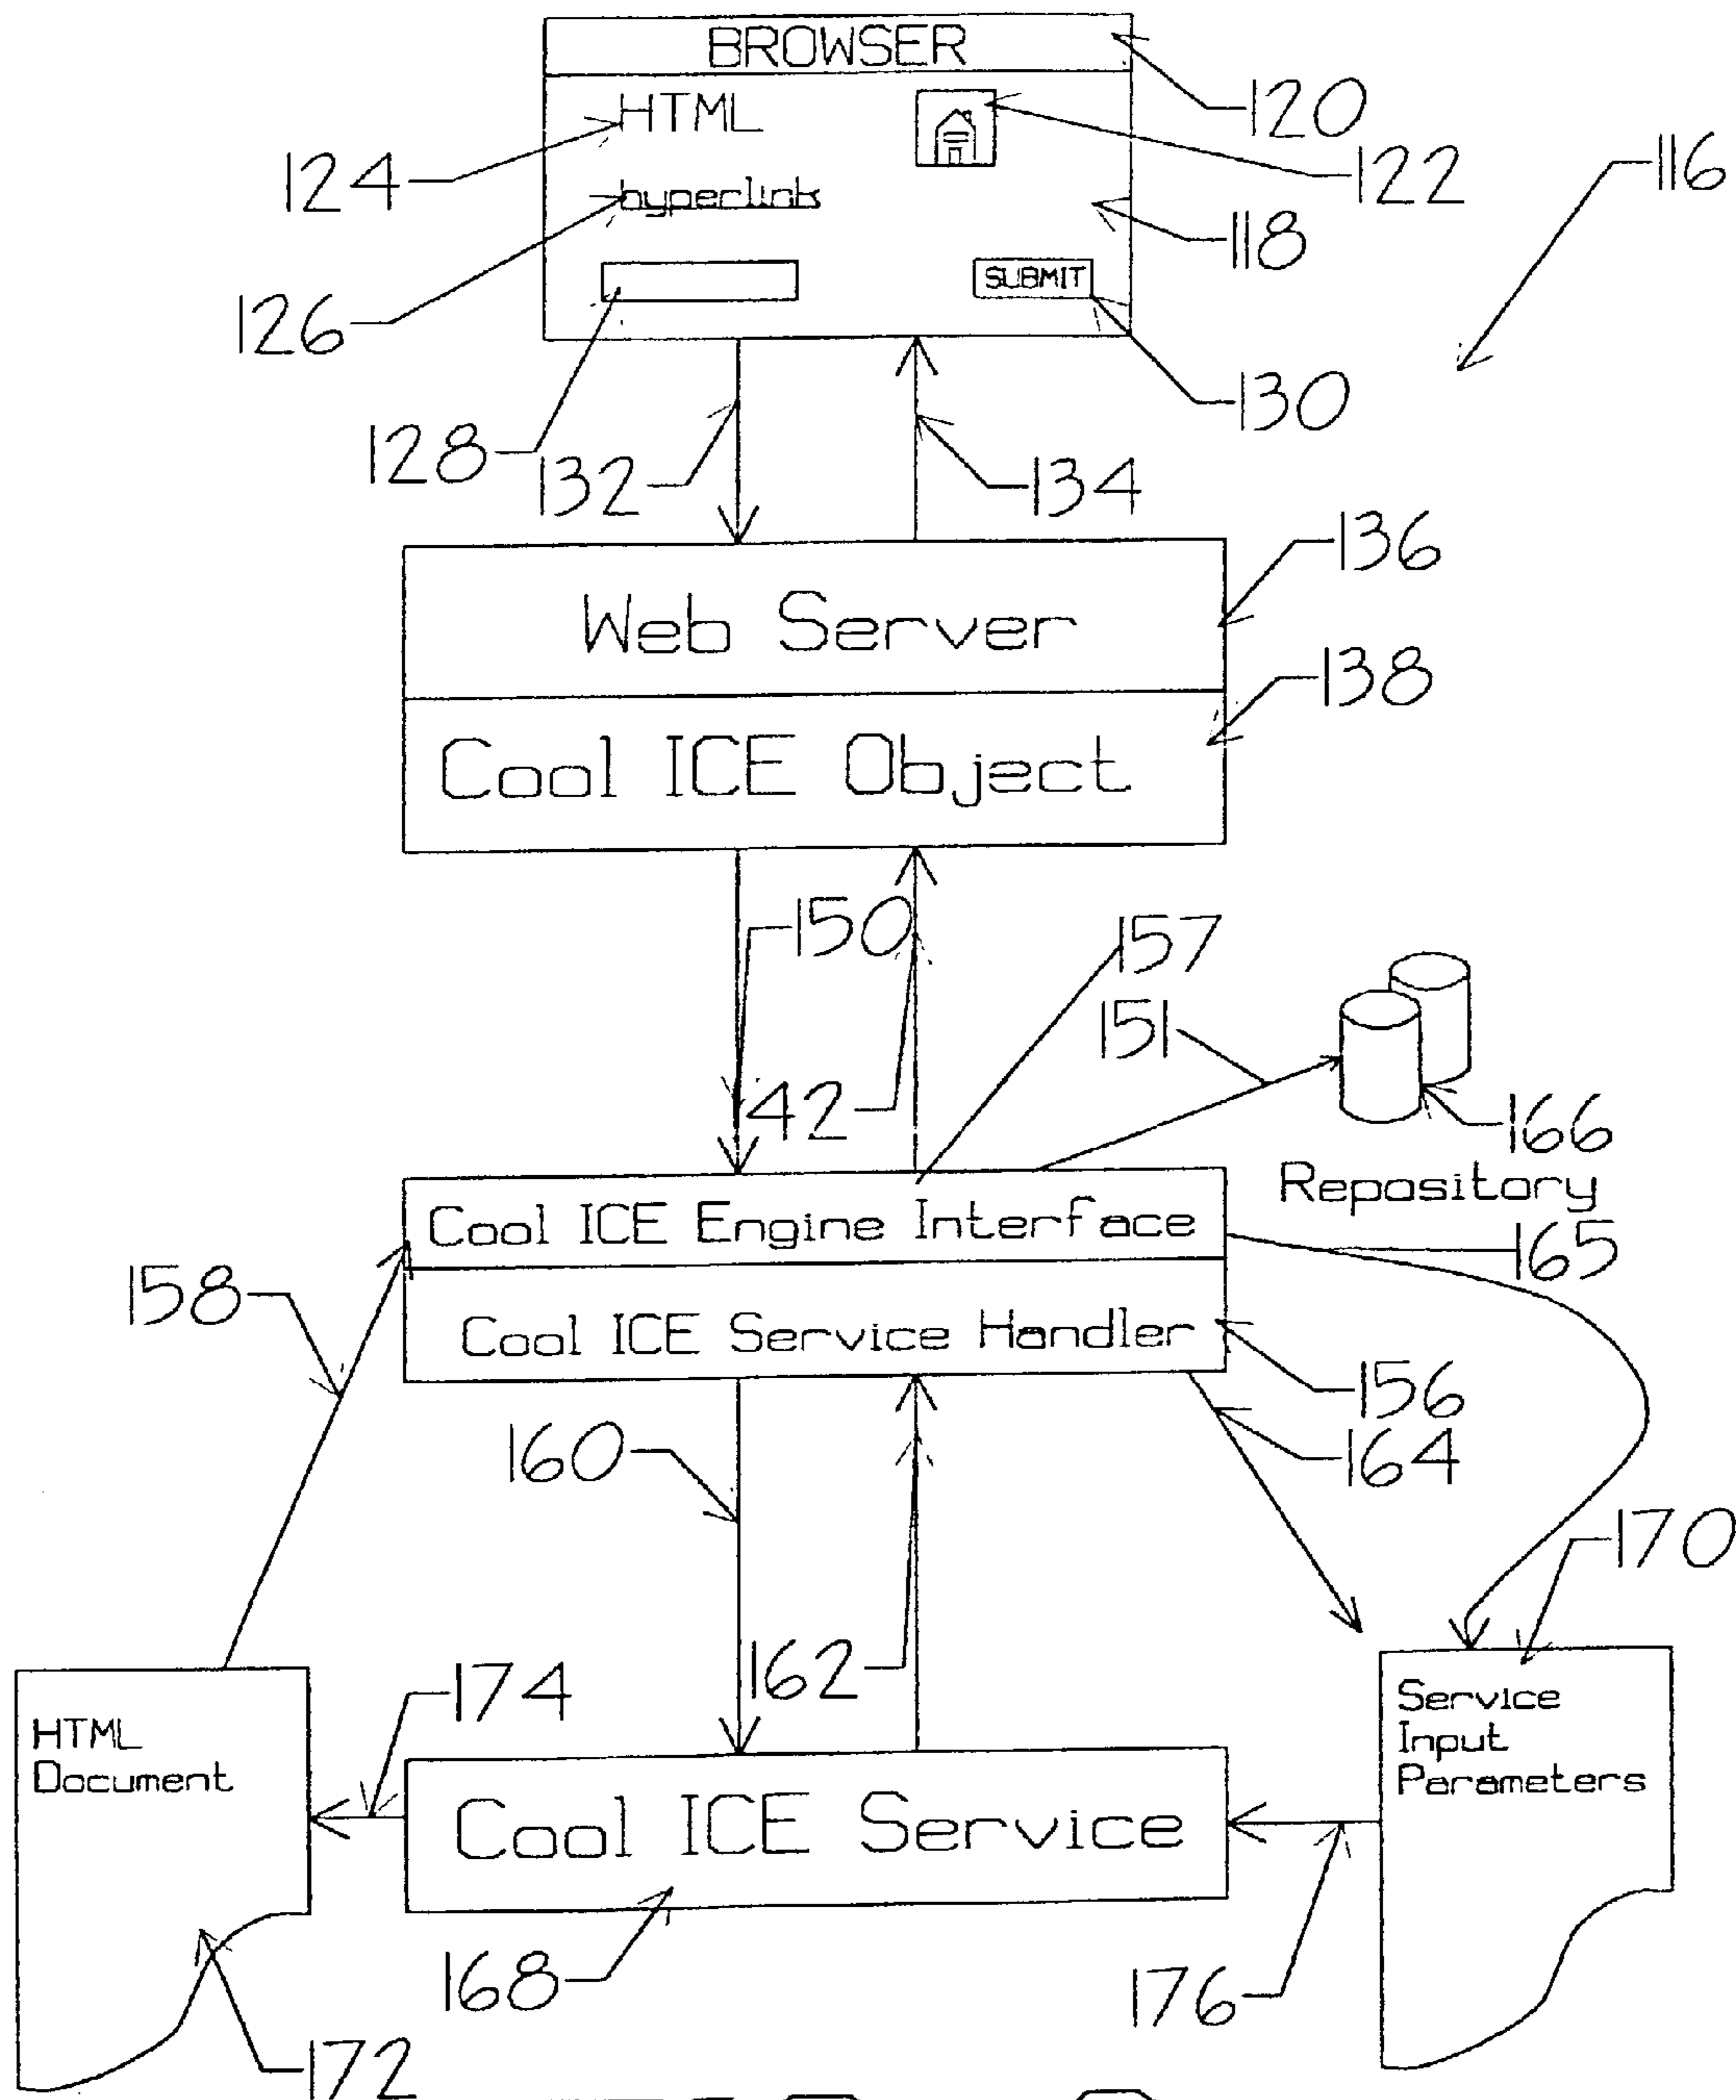 BROWSER
120
HTML
124
122
116
hyperlink
118
126
SUBMIT
130
128
132
134
136
Web Server
138
Cool ICE Object
150
157
151
142
166
Repository
Cool ICE Engine Interface
165
158
Cool ICE Service Handler
156
160
164
170
162
174
Service
Input
Parameters
HTML
Document
Cool ICE Service
168
176
172